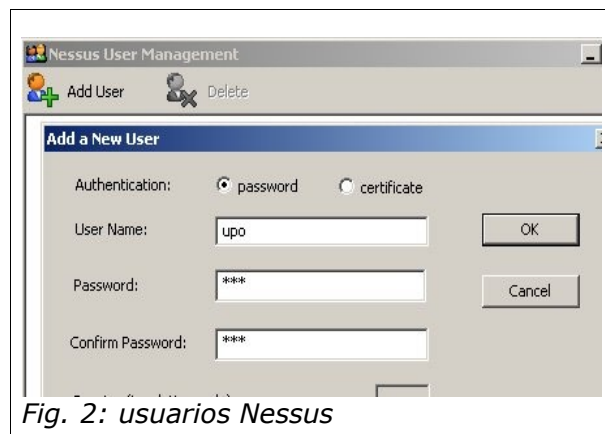 Nessus User Management
Add User Delete
Add a New User
Authentication: password certificate
User Name: upo OK
Password: *** Cancel
Confirm Password: ***
Fig. 2: usuarios Nessus